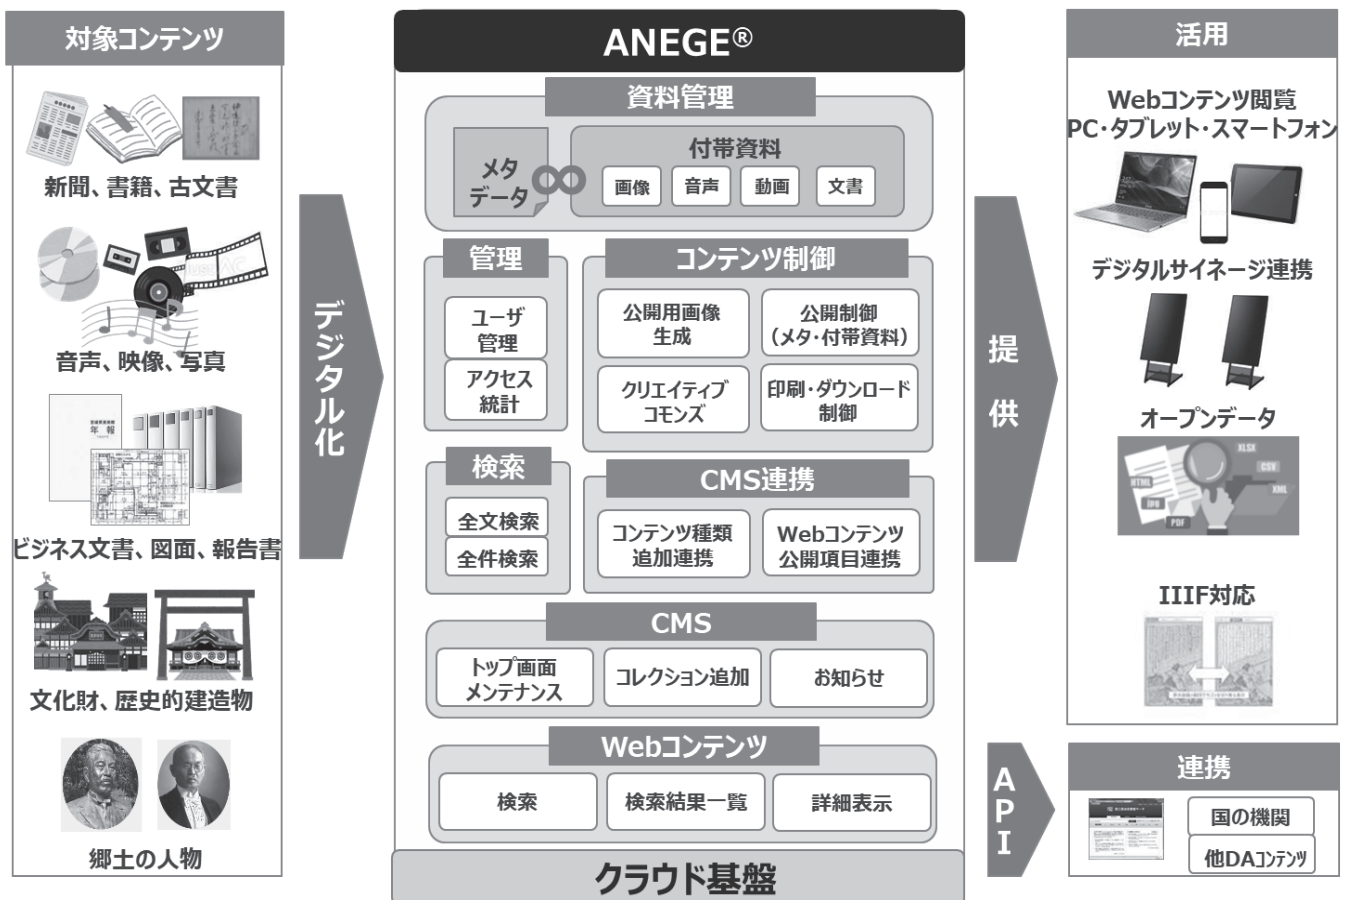 対象コンテンツ
新聞、書籍、古文書
音声、映像、写真
年報
ビジネス文書、図面、報告書
文化財、歴史的建造物
郷土の人物
デジタル化
ANEGE®
資料管理
メタ
データ
付帯資料
画像
音声
動画
文書
管理
ユーザ
管理
アクセス
統計
コンテンツ制御
公開用画像
生成
公開制御
（メタ・付帯資料）
クリエイティブ
コモンズ
印刷・ダウンロード
制御
検索
全文検索
全件検索
CMS連携
コンテンツ種類
追加連携
Webコンテンツ
公開項目連携
CMS
トップ画面
メンテナンス
コレクション追加
お知らせ
Webコンテンツ
検索
検索結果一覧
詳細表示
クラウド基盤
提供
API
活用
Webコンテンツ閲覧
PC・タブレット・スマートフォン
デジタルサイネージ連携
オープンデータ
XLSX
CSV
HTML
XML
JPG
PDF
IIIF対応
連携
国の機関
他DAコンテンツ